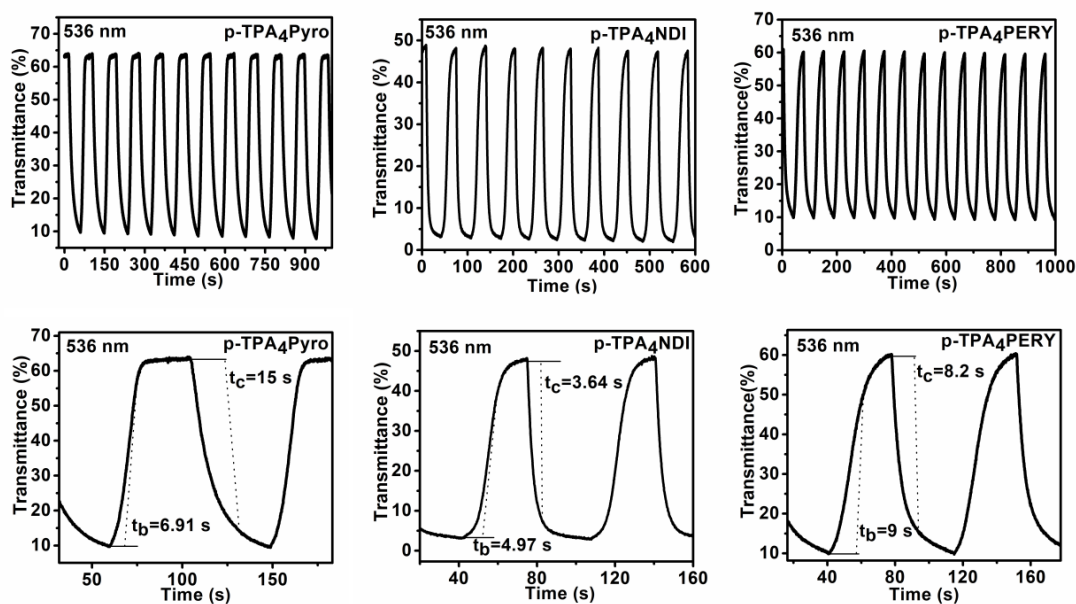 536 nm p-TPA4Pyro
Transmittance (%)
70
60
50
40
30
20
10
0 150 300 450 600 750 900
Time (s)
536 nm p-TPA4NDI
Transmittance (%)
50
40
30
20
10
0
0 100 200 300 400 500 600
Time (s)
536 nm p-TPA4PERY
Transmittance(%)
70
60
50
40
30
20
10
0
0 200 400 600 800 1000
Time (s)
536 nm p-TPA4Pyro
tc=15 s
tb=6.91 s
Transmittance (%)
70
60
50
40
30
20
10
50 100 150
Time (s)
536 nm p-TPA4NDI
tc=3.64 s
tb=4.97 s
Transmittance (%)
50
40
30
20
10
0
40 80 120 160
Time (s)
536 nm p-TPA4PERY
tc=8.2 s
tb=9 s
Transmittance(%)
60
50
40
30
20
10
40 80 120 160
Time (s)